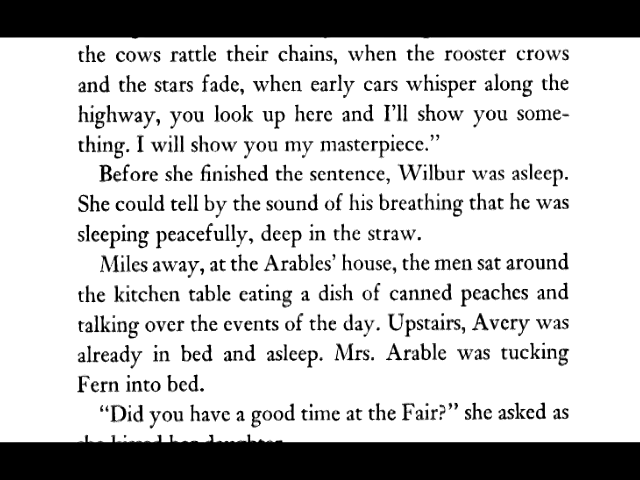 the cows rattle their chains, when the rooster crows
and the stars fade, when early cars whisper along the
highway, you look up here and I'll show you some-
thing. I will show you my masterpiece."
Before she finished the sentence, Wilbur was asleep.
She could tell by the sound of his breathing that he was
sleeping peacefully, deep in the straw.
Miles away, at the Arables' house, the men sat around
the kitchen table eating a dish of canned peaches and
talking over the events of the day. Upstairs, Avery was
already in bed and asleep. Mrs. Arable was tucking
Fern into bed.
"Did you have a good time at the Fair?" she asked as
she kissed her daughter.